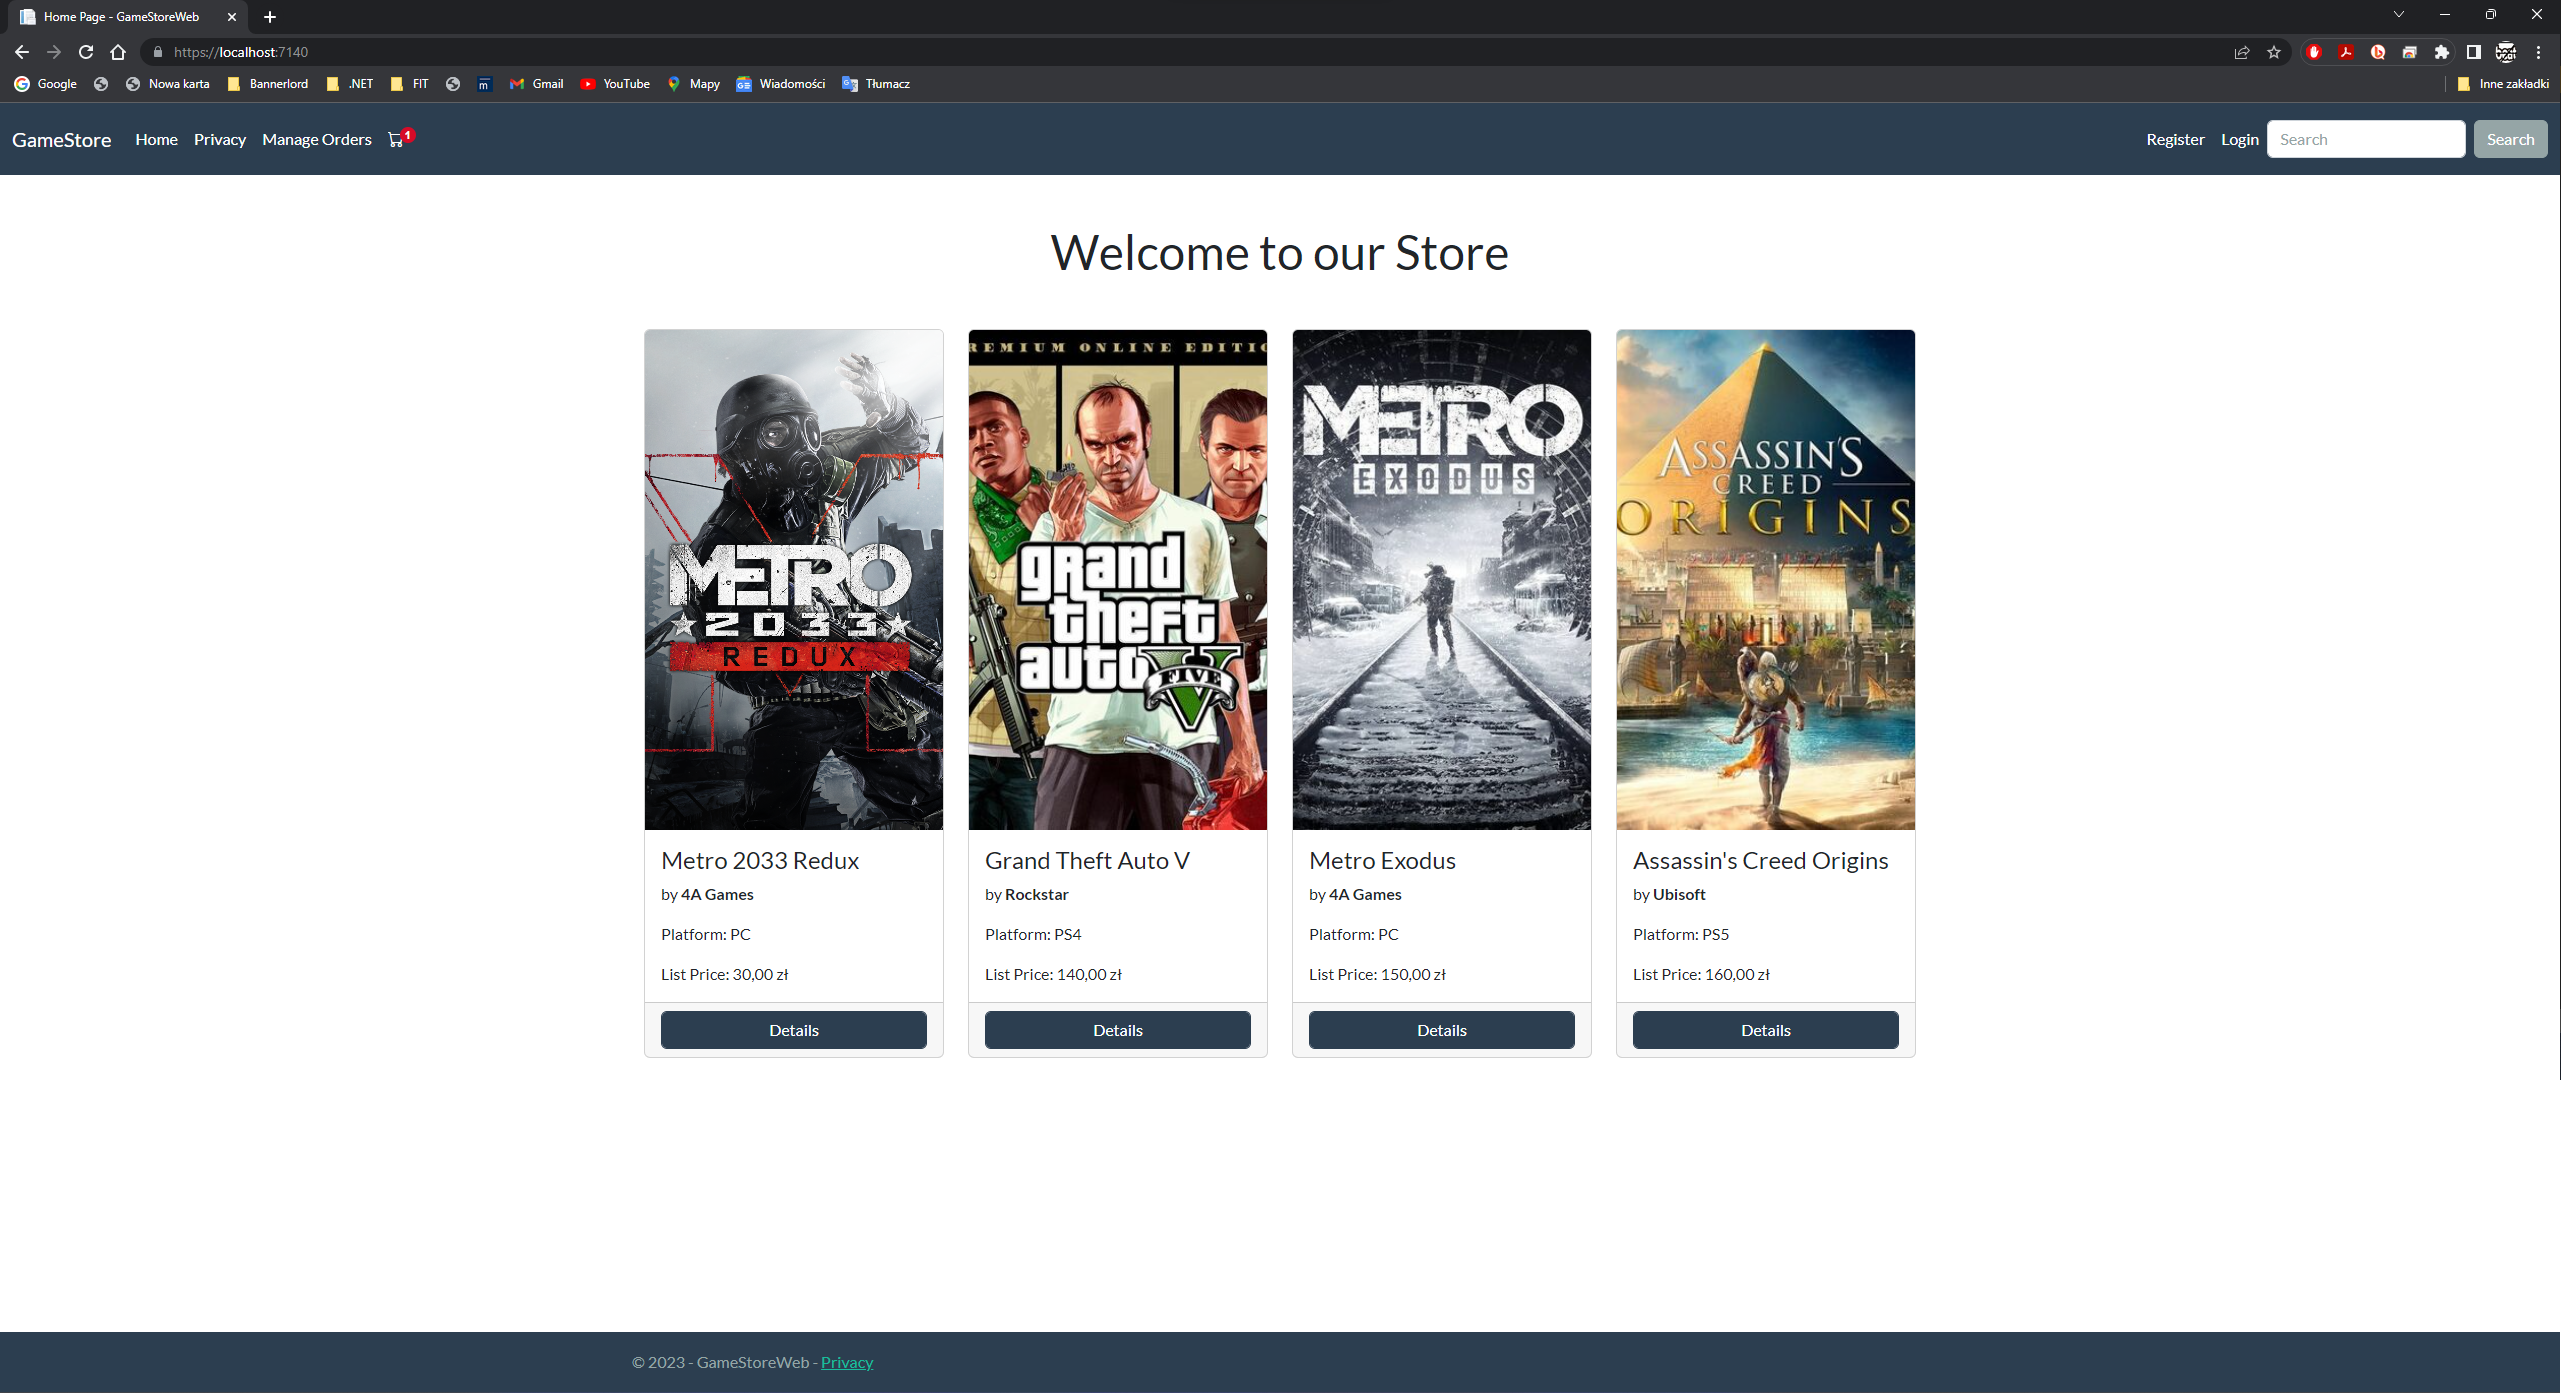 Home Page - GameStoreWeb
https://localhost:7140
Google Nowa karta Bannerlord .NET FIT m Gmail YouTube Mapy Wiadomości Tłumacz Inne zakładki
GameStore Home Privacy Manage Orders 1 Register Login Search Search
Welcome to our Store
METRO
2033
REDUX
REMIUM ONLINE EDITIO
grand
theft
auto V
FIVE
METRO
EXODUS
ASSASSIN'S
CREED
ORIGINS
Metro 2033 Redux
by 4A Games
Platform: PC
List Price: 30,00 zł
Details
Grand Theft Auto V
by Rockstar
Platform: PS4
List Price: 140,00 zł
Details
Metro Exodus
by 4A Games
Platform: PC
List Price: 150,00 zł
Details
Assassin's Creed Origins
by Ubisoft
Platform: PS5
List Price: 160,00 zł
Details
© 2023 - GameStoreWeb - Privacy